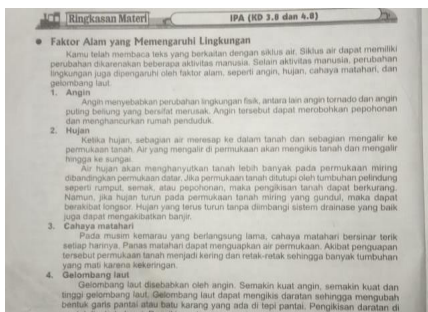 Ringkasan Materi
IPA (KD 3.8 dan 4.8)
Faktor Alam yang Memengaruhi Lingkungan
Kamu telah membaca teks yang berkaitan dengan siklus air. Siklus air dapat memiliki
perubahan dikarenakan beberapa aktivitas manusia. Selain aktivitas manusia, perubahan
lingkungan juga dipengaruhi oleh faktor alam, seperti angin, hujan, cahaya matahari, dan
gelombang laut.
1. Angin
Angin menyebabkan perubahan lingkungan fisik, antara lain angin tornado dan angin
puting beliung yang bersifat merusak. Angin tersebut dapat merobohkan pepohonan
dan menghancurkan rumah penduduk.
2. Hujan
Ketika hujan, sebagian air meresap ke dalam tanah dan sebagian mengalir ke
permukaan tanah. Air yang mengalir di permukaan akan mengikis tanah dan mengalir
hingga ke sungai.
Air hujan akan menghanyutkan tanah lebih banyak pada permukaan miring
dibandingkan permukaan datar. Jika permukaan tanah ditutupi oleh tumbuhan pelindung
seperti rumput, semak, atau pepohonan, maka pengikisan tanah dapat berkurang.
Namun, jika hujan turun pada permukaan tanah miring yang gundul, maka dapat
berakibat longsor. Hujan yang terus turun tanpa diimbangi sistem drainase yang baik
juga dapat mengakibatkan banjir.
3. Cahaya matahari
Pada musim kemarau yang berlangsung lama, cahaya matahari bersinar terik
setiap harinya. Panas matahari dapat menguapkan air permukaan. Akibat penguapan
tersebut permukaan tanah menjadi kering dan retak-retak sehingga banyak tumbuhan
yang mati karena kekeringan.
4. Gelombang laut
Gelombang laut disebabkan oleh angin. Semakin kuat angin, semakin kuat dan
tinggi gelombang laut. Gelombang laut dapat mengikis daratan sehingga mengubah
bentuk garis pantai atau batu karang yang ada di tepi pantai. Pengikisan daratan di